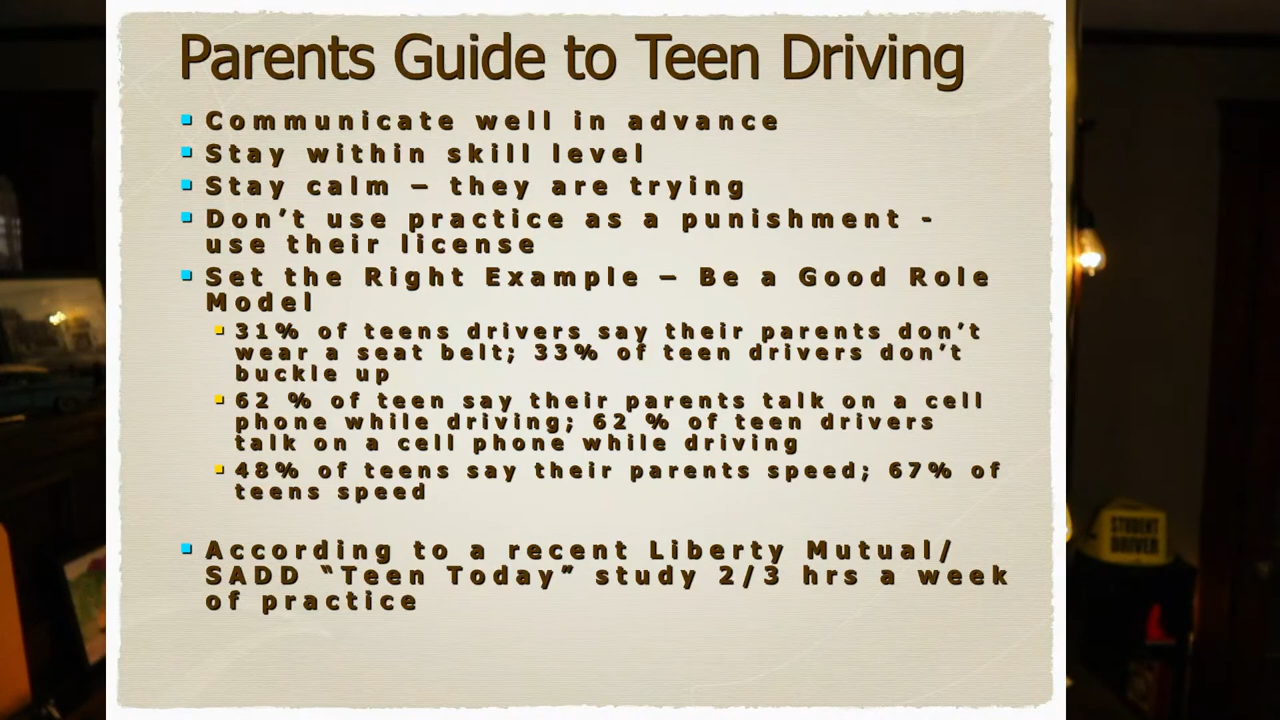 Parents Guide to Teen Driving
Communicate well in advance
Stay within skill level
Stay calm – they are trying
Don’t use practice as a punishment -
use their license
Set the Right Example – Be a Good Role
Model
31% of teens drivers say their parents don’t
wear a seat belt; 33% of teen drivers don’t
buckle up
62 % of teen say their parents talk on a cell
phone while driving; 62 % of teen drivers
talk on a cell phone while driving
48% of teens say their parents speed; 67% of
teens speed
According to a recent Liberty Mutual/
SADD “Teen Today” study 2/3 hrs a week
of practice
STUDENT
DRIVER